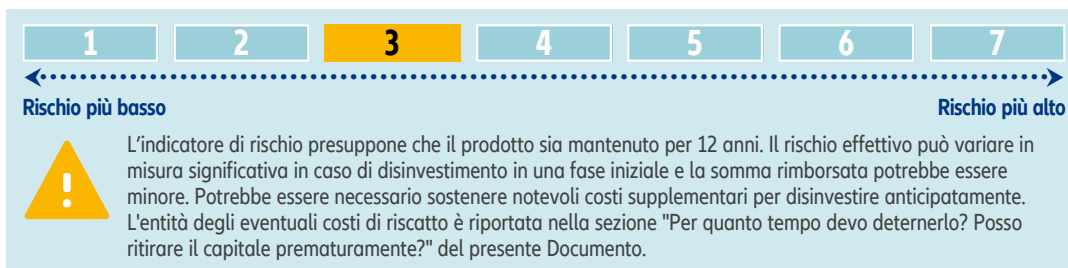 1 2 3 4 5 6 7
Rischio più basso Rischio più alto
L'indicatore di rischio presuppone che il prodotto sia mantenuto per 12 anni. Il rischio effettivo può variare in
misura significativa in caso di disinvestimento in una fase iniziale e la somma rimborsata potrebbe essere
minore. Potrebbe essere necessario sostenere notevoli costi supplementari per disinvestire anticipatamente.
L'entità degli eventuali costi di riscatto è riportata nella sezione "Per quanto tempo devo deternerlo? Posso
ritirare il capitale prematuramente?" del presente Documento.